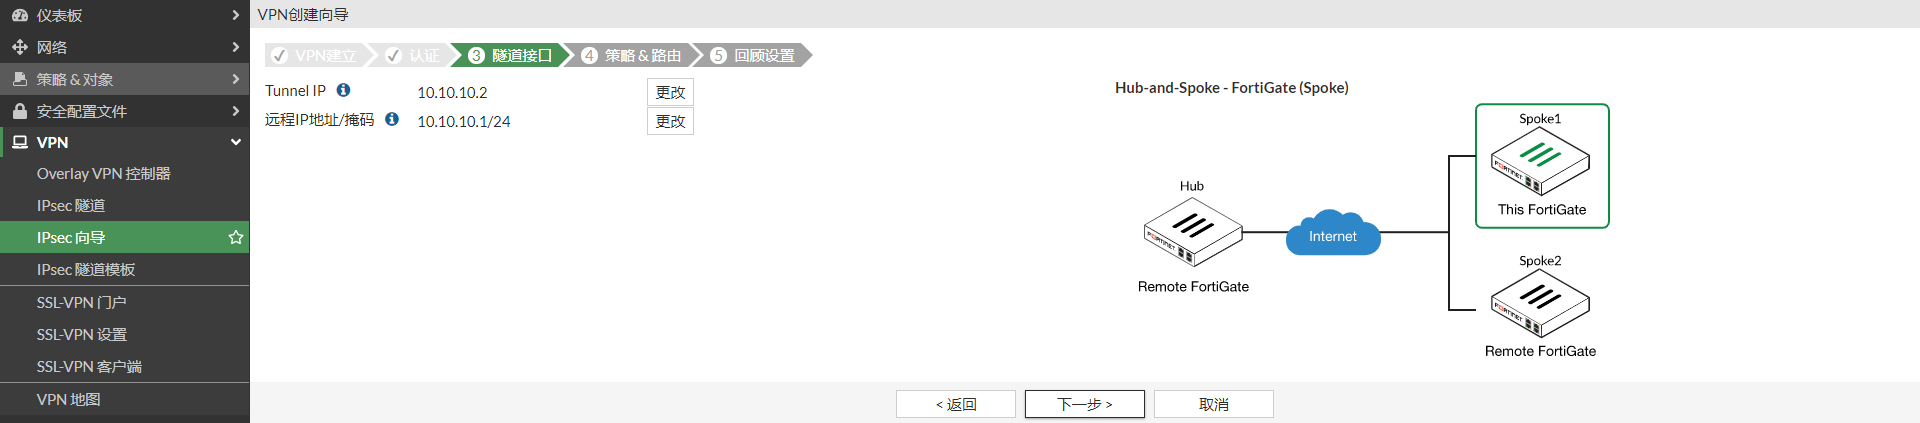 仪表板
网络
策略 & 对象
安全配置文件
VPN
Overlay VPN 控制器
IPsec 隧道
IPsec 向导
IPsec 隧道模板
SSL-VPN 门户
SSL-VPN 设置
SSL-VPN 客户端
VPN 地图
VPN创建向导
VPN建立 认证 3 隧道接口 4 策略 & 路由 5 回顾设置
Tunnel IP 10.10.10.2 更改
远程IP地址/掩码 10.10.10.1/24 更改
Hub-and-Spoke - FortiGate (Spoke)
Spoke1
FORTINET
This FortiGate
Hub
FORTINET
Remote FortiGate
Internet
Spoke2
FORTINET
Remote FortiGate
< 返回 下一步 > 取消